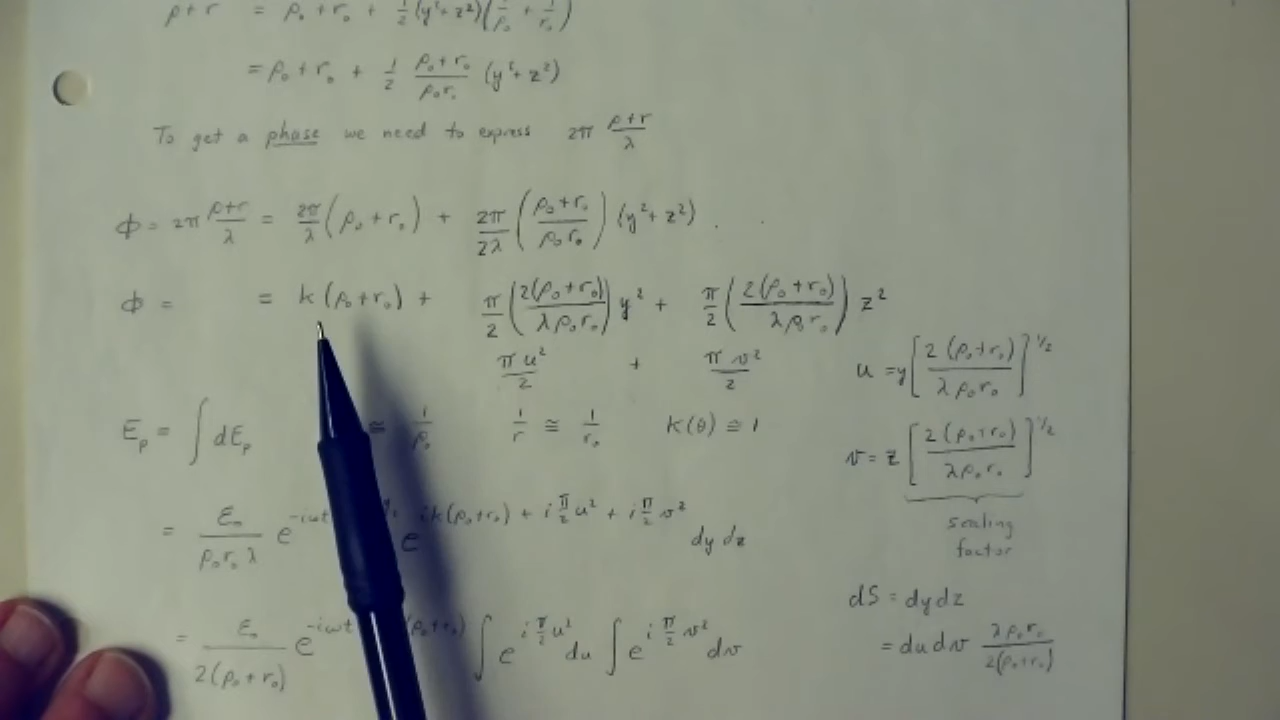 ρ+r = ρ₀+r₀ + 1/2 (y²+z²)(1/ρ₀ + 1/r₀)
= ρ₀+r₀ + 1/2 (ρ₀+r₀)/(ρ₀r₀) (y²+z²)
To get a phase we need to express 2π (ρ+r)/λ
ϕ = 2π (ρ+r)/λ = 2π/λ (ρ₀+r₀) + 2π/2λ ((ρ₀+r₀)/(ρ₀r₀)) (y²+z²)
ϕ = = k(ρ₀+r₀) + π/2 (2(ρ₀+r₀)/(λρ₀r₀)) y² + π/2 (2(ρ₀+r₀)/(λρ₀r₀)) z²
πu²/2 + πv²/2
u = y [2(ρ₀+r₀)/(λρ₀r₀)]^1/2
E_p = ∫ dE_p ≅ 1/ρ₀ 1/r ≅ 1/r₀ k(θ) ≅ 1
v = z [2(ρ₀+r₀)/(λρ₀r₀)]^1/2
scaling
factor
= ℰ₀/(ρ₀r₀λ) e^-iωt e^ik(ρ₀+r₀) + i π/2 u² + i π/2 v² dy dz
dS = dydz
= ℰ₀/(2(ρ₀+r₀)) e^-iωt (ρ₀+r₀) ∫ e^i π/2 u² du ∫ e^i π/2 v² dv
= du dv λρ₀r₀/(2(ρ₀+r₀))